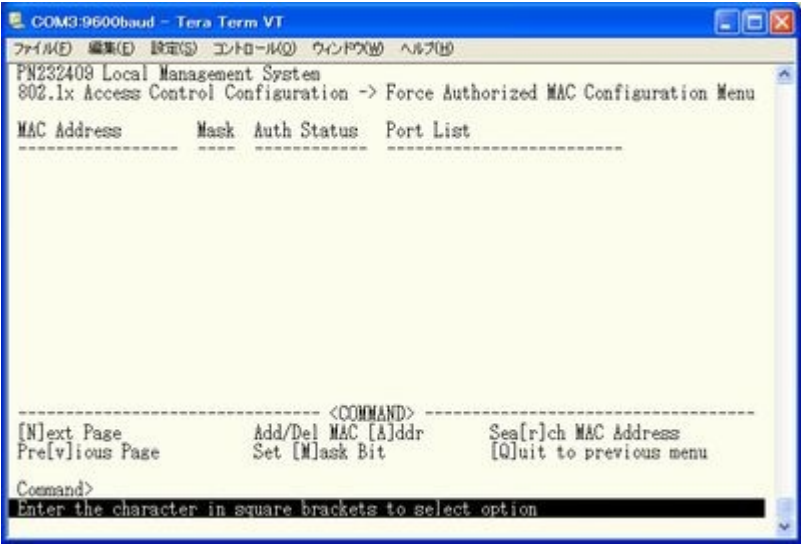 COM3:9600baud - Tera Term VT
ファイル(F) 編集(E) 設定(S) コントロール(O) ウィンドウ(W) ヘルプ(H)
PN232409 Local Management System
802.1x Access Control Configuration -> Force Authorized MAC Configuration Menu
MAC Address Mask Auth Status Port List
----------------- ---- ------------ -------------------------
-------------------------------- <COMMAND> -----------------------------------
[N]ext Page Add/Del MAC [A]ddr Sea[r]ch MAC Address
Pre[v]ious Page Set [M]ask Bit [Q]uit to previous menu
Command>
Enter the character in square brackets to select option